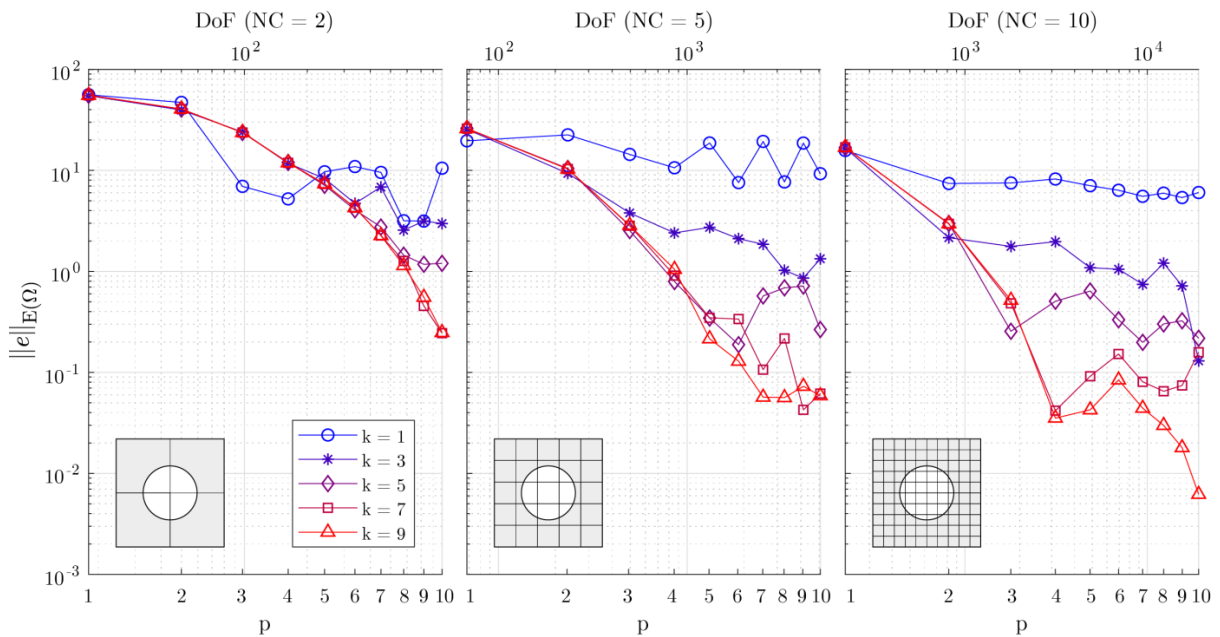 DoF (NC = 2)
DoF (NC = 5)
DoF (NC = 10)
10^2
10^3
10^3
10^4
||e||_E(Ω)
10^2
10^1
10^0
10^-1
10^-2
10^-3
k = 1
k = 3
k = 5
k = 7
k = 9
1 2 3 4 5 6 7 8 9 10
1 2 3 4 5 6 7 8 9 10
1 2 3 4 5 6 7 8 9 10
p
p
p